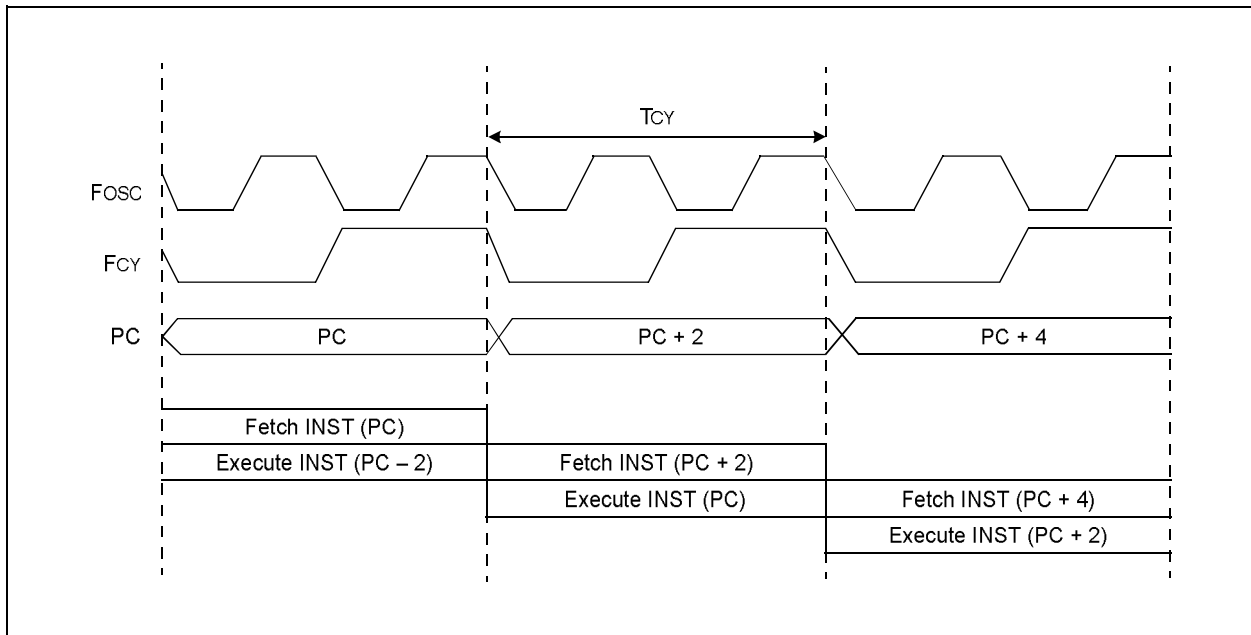 TCY
FOSC
FCY
PC PC PC + 2 PC + 4
Fetch INST (PC)
Execute INST (PC – 2) Fetch INST (PC + 2)
Execute INST (PC) Fetch INST (PC + 4)
Execute INST (PC + 2)